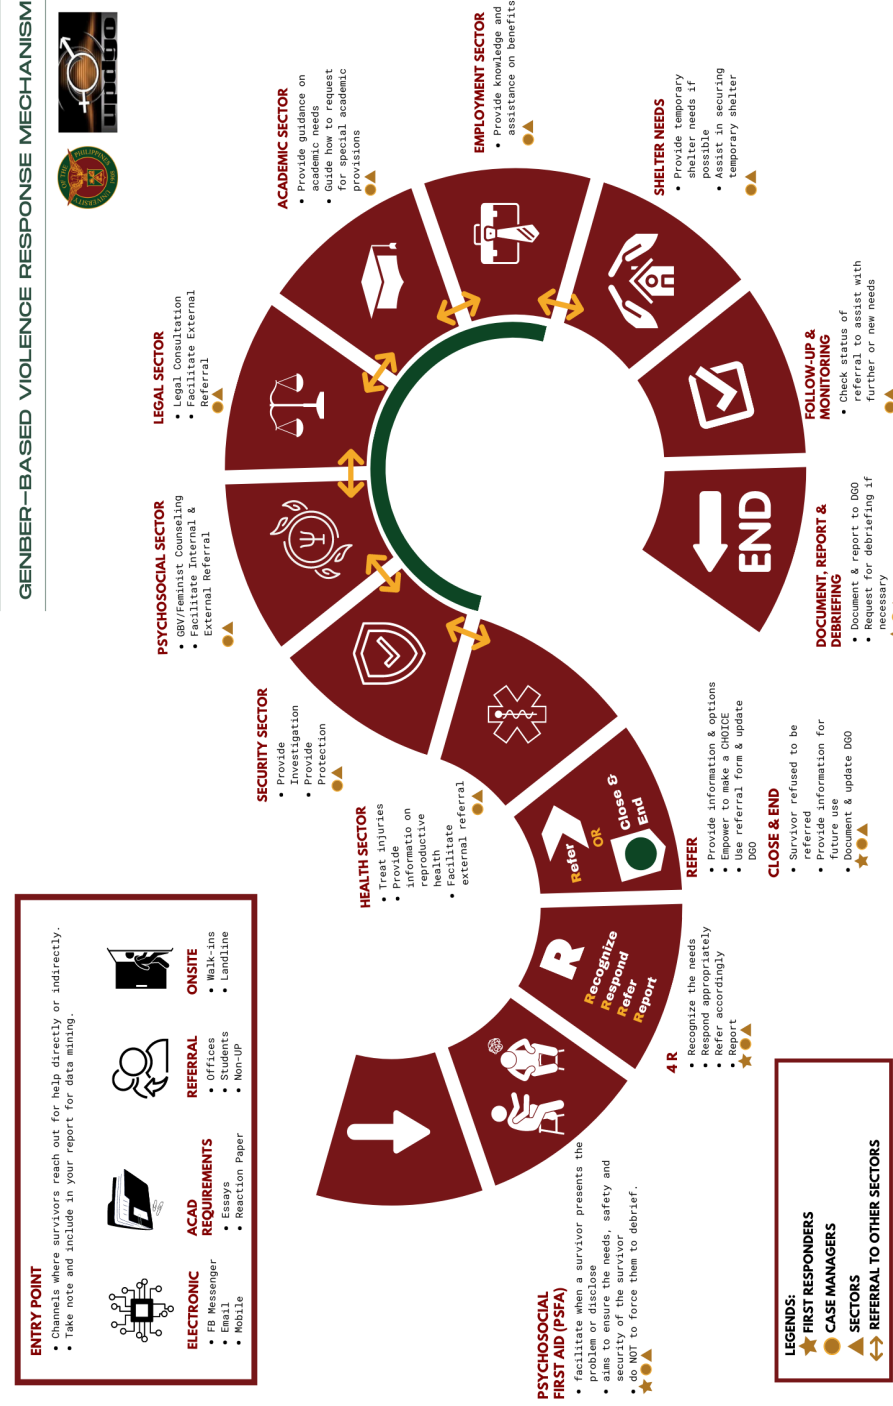 GENBER-BASED VIOLENCE RESPONSE MECHANISM
UNIVERSITY OF THE PHILIPPINES
1908
updgo
ENTRY POINT
• Channels where survivors reach out for help directly or indirectly.
• Take note and include in your report for data mining.
ELECTRONIC
• FB Messenger
• Email
• Mobile
ACAD
REQUIREMENTS
• Essays
• Reaction Paper
REFERRAL
• Offices
• Students
• Non-UP
ONSITE
• Walk-ins
• Landline
PSYCHOSOCIAL
FIRST AID (PSFA)
• facilitate when a survivor presents the
problem or disclose
• aims to ensure the needs, safety and
security of the survivor
• do NOT to force them to debrief.
R
Recognize
Respond
Refer
Report
4 R
• Recognize the needs
• Respond appropriately
• Refer accordingly
• Report
Refer
OR
Close &
End
REFER
• Provide information & options
• Empower to make a CHOICE
• Use referral form & update
DGO
CLOSE & END
• Survivor refused to be
referred
• Provide information for
future use
• Document & update DGO
HEALTH SECTOR
• Treat injuries
• Provide
informatio on
reproductive
health
• Facilitate
external referral
SECURITY SECTOR
• Provide
Investigation
• Provide
Protection
PSYCHOSOCIAL SECTOR
• GBV/Feminist Counseling
• Facilitate Internal &
External Referral
LEGAL SECTOR
• Legal Consultation
• Facilitate External
Referral
ACADEMIC SECTOR
• Provide guidance on
academic needs
• Guide how to request
for special academic
provisions
EMPLOYMENT SECTOR
• Provide knowledge and
assistance on benefits
SHELTER NEEDS
• Provide temporary
shelter needs if
possible
• Assist in securing
temporary shelter
FOLLOW-UP &
MONITORING
• Check status of
referral to assist with
further or new needs
END
DOCUMENT, REPORT &
DEBRIEFING
• Document & report to DGO
• Request for debriefing if
necessary
LEGENDS:
FIRST RESPONDERS
CASE MANAGERS
SECTORS
REFERRAL TO OTHER SECTORS